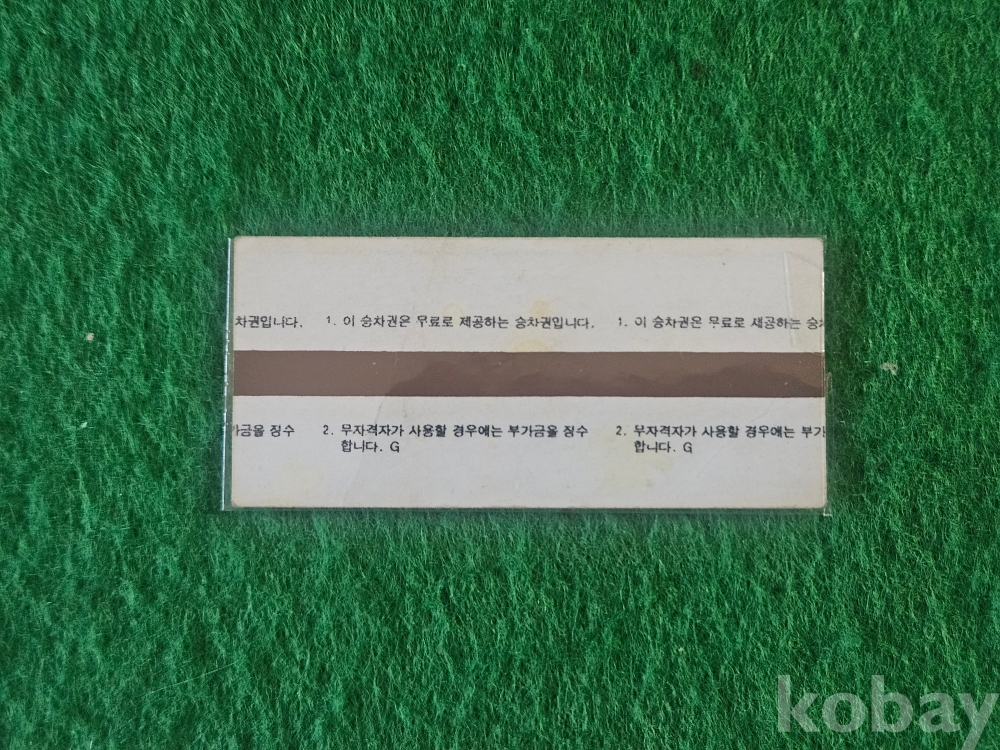 차권입니다. 1. 이 승차권은 무료로 제공하는 승차권입니다. 1. 이 승차권은 무료로 제공하는 승차
가금을 징수 2. 무자격자가 사용할 경우에는 부가금을 징수 2. 무자격자가 사용할 경우에는 부가
합니다. G 합니다. G
kobay